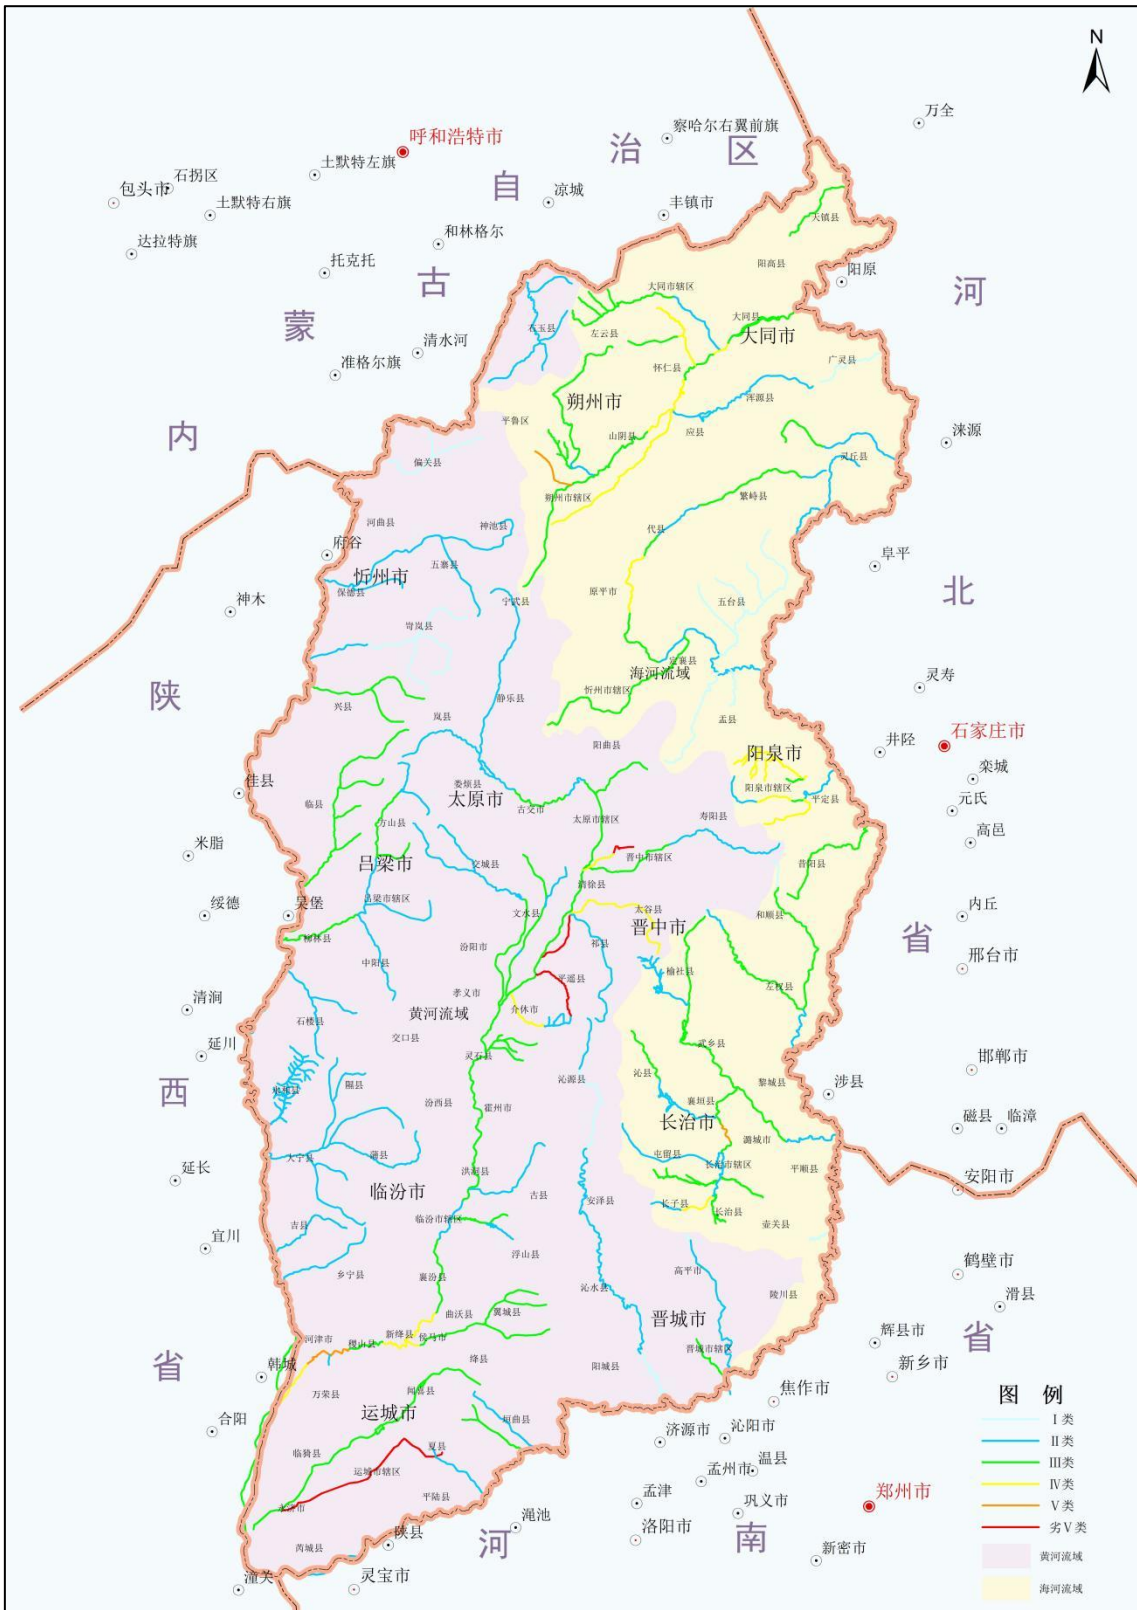 N
万全
察哈尔右翼前旗
呼和浩特市
治
区
土默特左旗
石拐区
包头市
自
凉城
土默特右旗
丰镇市
天镇县
和林格尔
达拉特旗
阳高县
托克托
阳原
古
河
大同市辖区
蒙
大同县
右玉县
左云县
大同市
清水河
广灵县
准格尔旗
怀仁县
浑源县
朔州市
平鲁区
应县
内
山阴县
涞源
灵丘县
偏关县
朔州市辖区
繁峙县
河曲县
神池县
代县
府谷
阜平
五寨县
忻州市
保德县
原平市
北
五台县
宁武县
神木
岢岚县
定襄县
海河流域
灵寿
忻州市辖区
陕
静乐县
兴县
岚县
盂县
石家庄市
阳曲县
井陉
阳泉市
栾城
佳县
娄烦县
阳泉市辖区
太原市
平定县
临县
古交市
元氏
方山县
太原市辖区
寿阳县
高邑
米脂
晋中市辖区
吕梁市
交城县
昔阳县
清徐县
吕梁市辖区
内丘
绥德
吴堡
文水县
太谷县
和顺县
晋中市
省
柳林县
祁县
汾阳市
邢台市
中阳县
榆社县
平遥县
左权县
孝义市
清涧
介休市
黄河流域
石楼县
交口县
武乡县
延川
灵石县
邯郸市
沁源县
沁县
黎城县
西
隰县
涉县
永和县
汾西县
霍州市
襄垣县
长治市
磁县
临漳
潞城市
大宁县
蒲县
屯留县
长治市辖区
平顺县
洪洞县
延长
安阳市
临汾市
古县
安泽县
长子县
长治县
吉县
临汾市辖区
壶关县
宜川
浮山县
鹤壁市
乡宁县
襄汾县
高平市
沁水县
陵川县
滑县
曲沃县
翼城县
晋城市
河津市
新绛县
侯马市
稷山县
省
辉县市
晋城市辖区
省
绛县
阳城县
韩城
新乡市
万荣县
闻喜县
焦作市
图 例
运城市
垣曲县
Ⅰ类
合阳
济源市
沁阳市
Ⅱ类
临猗县
夏县
Ⅲ类
运城市辖区
孟州市
温县
Ⅳ类
平陆县
郑州市
永济市
孟津
巩义市
Ⅴ类
渑池
劣Ⅴ类
河
洛阳市
南
芮城县
陕县
黄河流域
新密市
潼关
灵宝市
海河流域